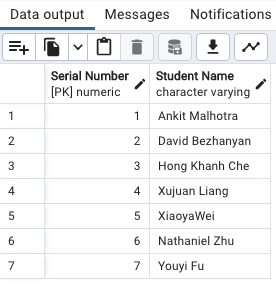 Data output Messages Notifications
Serial Number Student Name
[PK] numeric character varying
1 1 Ankit Malhotra
2 2 David Bezhanyan
3 3 Hong Khanh Che
4 4 Xujuan Liang
5 5 XiaoyaWei
6 6 Nathaniel Zhu
7 7 Youyi Fu